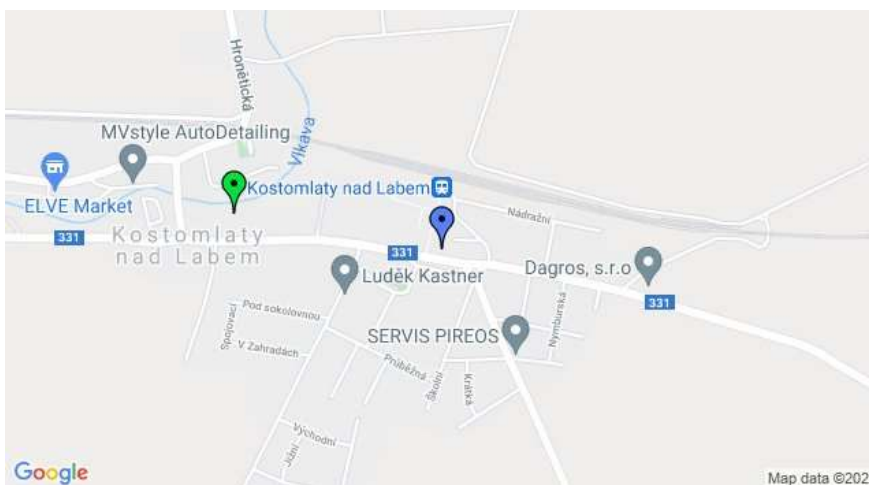 Hronětická
MVstyle AutoDetailing
Vlkava
ELVE Market
Kostomlaty nad Labem
331
Kostomlaty
nad Labem
Nádražní
331
Luděk Kastner
Dagros, s.r.o
331
Pod sokolovnou
Spojovací
V Zahradách
SERVIS PIREOS
Nymburská
Průběžná
Školní
Krátká
Východní
Jižní
Google
Map data ©202